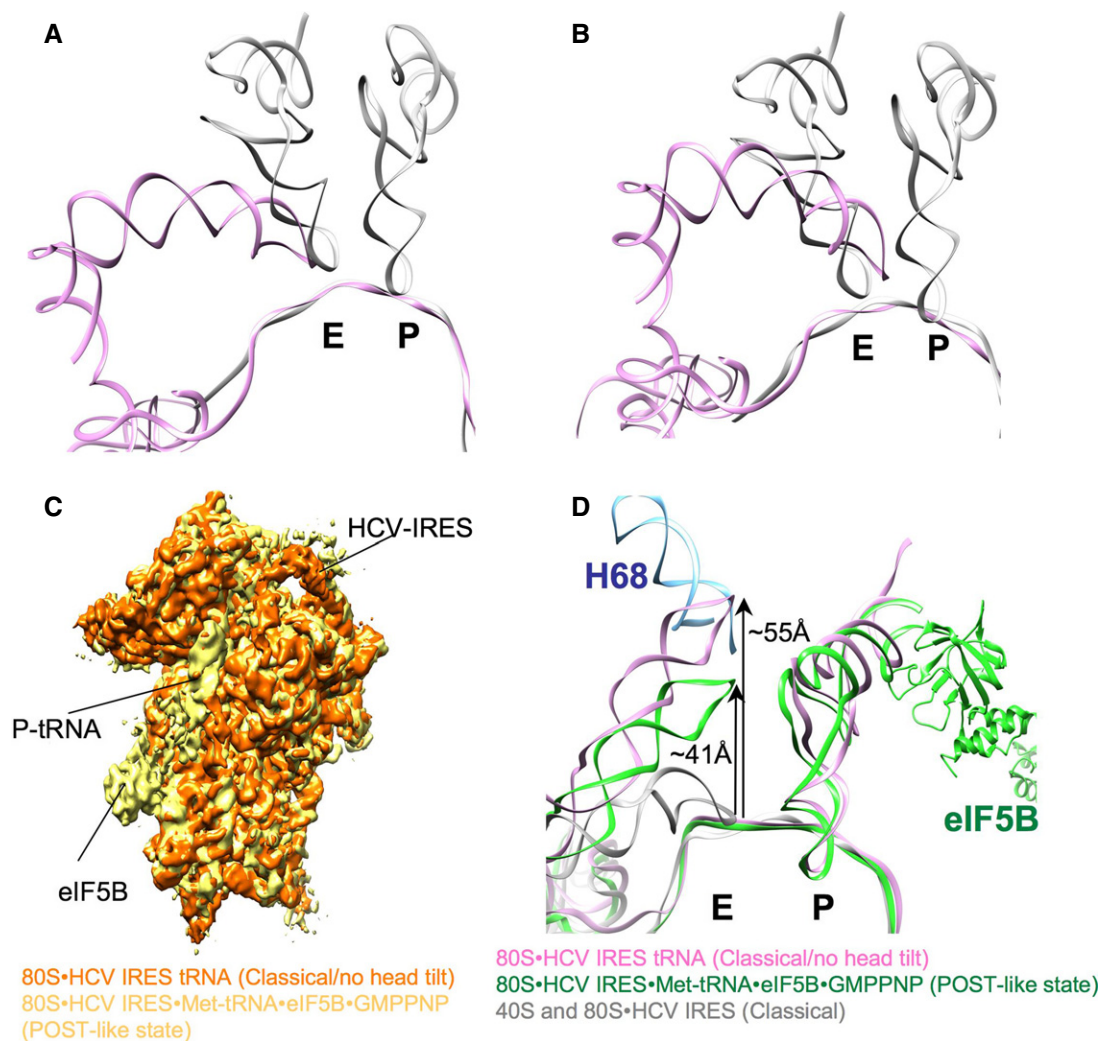 A
B
E P
E P
C
D
HCV-IRES
H68
~55Å
P-tRNA
~41Å
eIF5B
eIF5B
E P
80S•HCV IRES tRNA (Classical/no head tilt)
80S•HCV IRES•Met-tRNA•eIF5B•GMPPNP
(POST-like state)
80S•HCV IRES tRNA (Classical/no head tilt)
80S•HCV IRES•Met-tRNA•eIF5B•GMPPNP (POST-like state)
40S and 80S•HCV IRES (Classical)